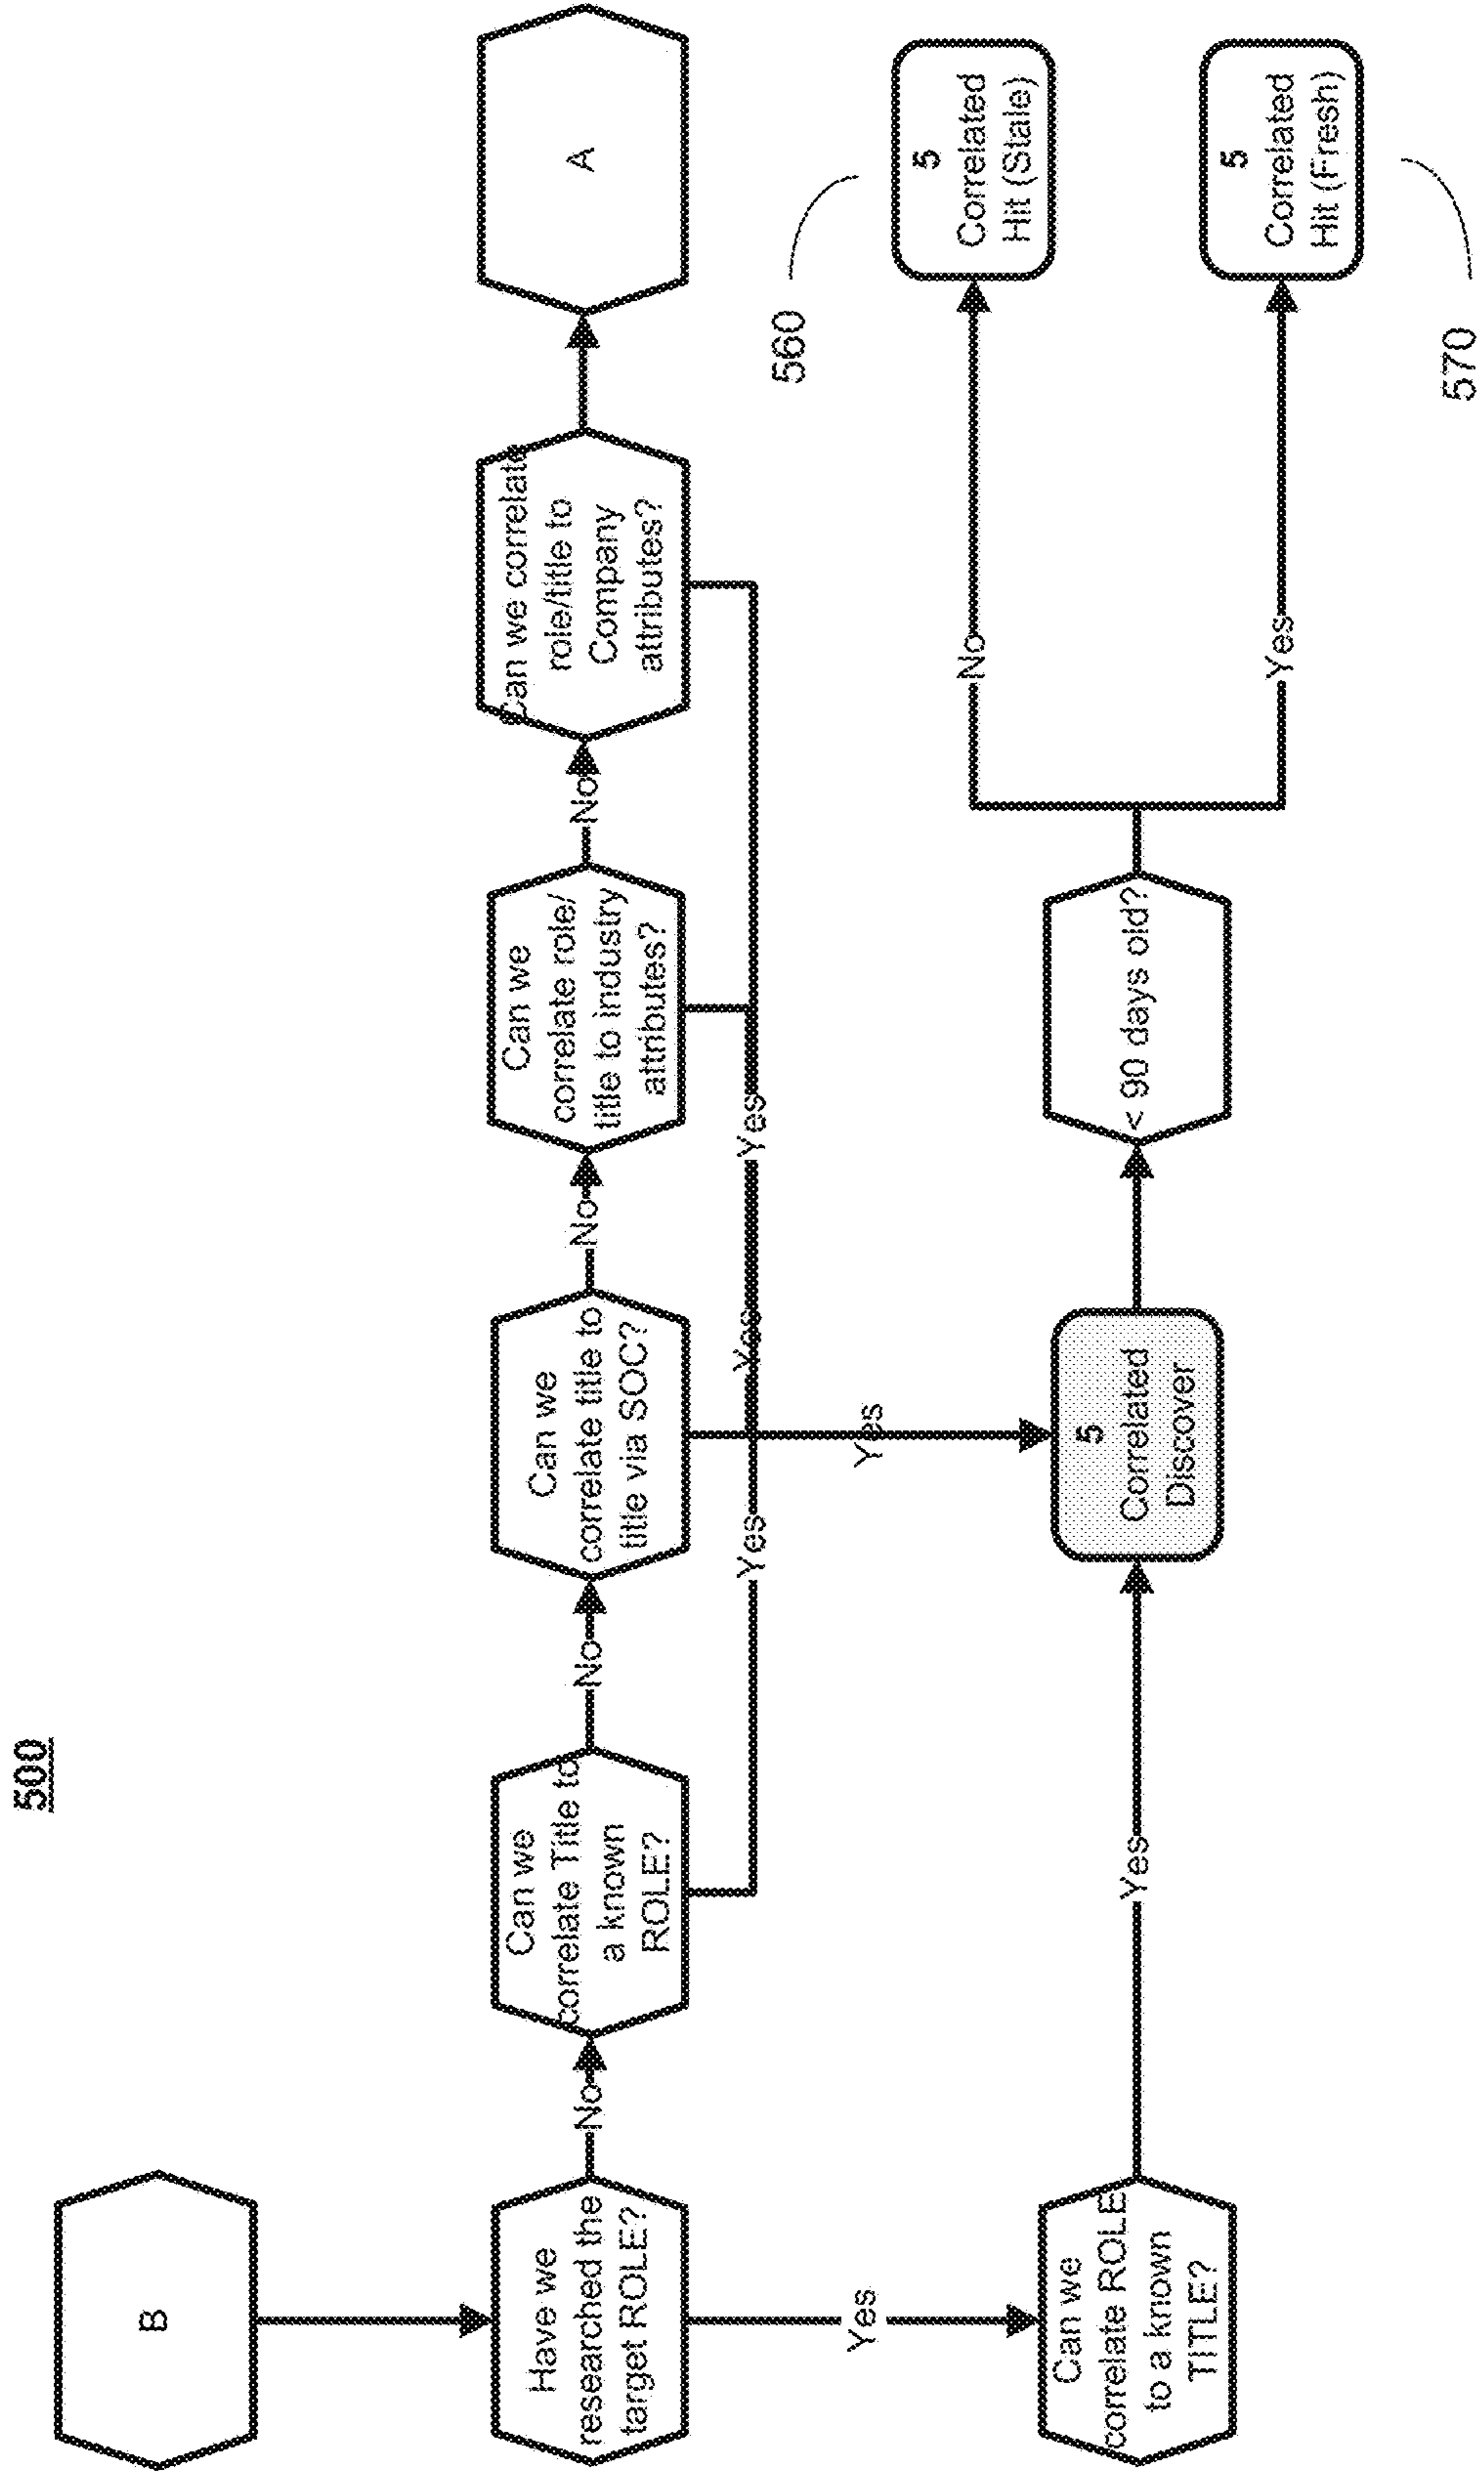 500
B
Have we
researched the
target ROLE?
No
Can we
correlate Title to
a known
ROLE?
No
Can we
correlate title to
title via SOC?
No
Can we
correlate role/
title to industry
attributes?
No
Can we correlate
role/title to
Company
attributes?
A
Yes
Yes
Yes
Yes
Yes
Can we
correlate ROLE
to a known
TITLE?
Yes
5
Correlated
Discover
< 90 days old?
No
Yes
5
Correlated
Hit (Stale)
560
5
Correlated
Hit (Fresh)
570